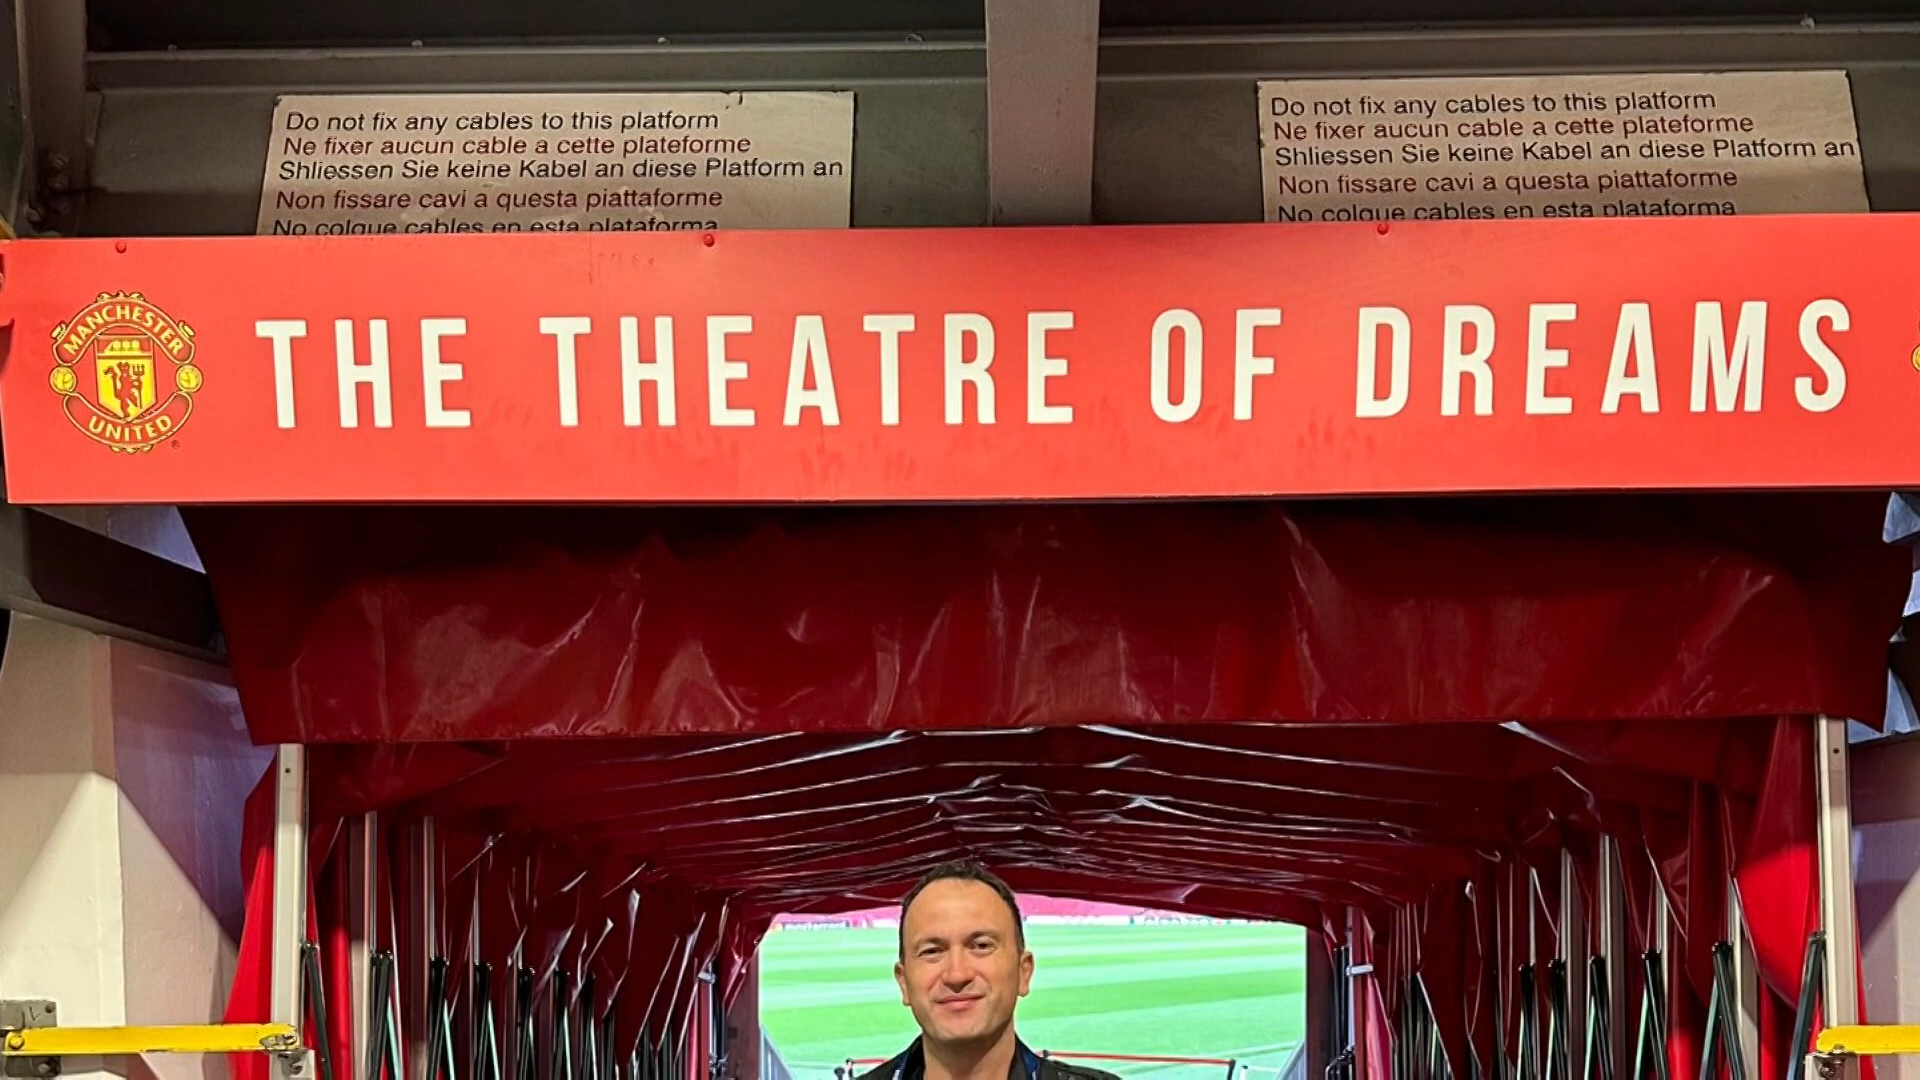 Do not fix any cables to this platform
Ne fixer aucun cable a cette plateforme
Shliessen Sie keine Kabel an diese Platform an
Non fissare cavi a questa piattaforme
No colque cables en esta plataforma
Do not fix any cables to this platform
Ne fixer aucun cable a cette plateforme
Shliessen Sie keine Kabel an diese Platform an
Non fissare cavi a questa piattaforme
No colque cables en esta plataforma
MANCHESTER
UNITED
THE THEATRE OF DREAMS